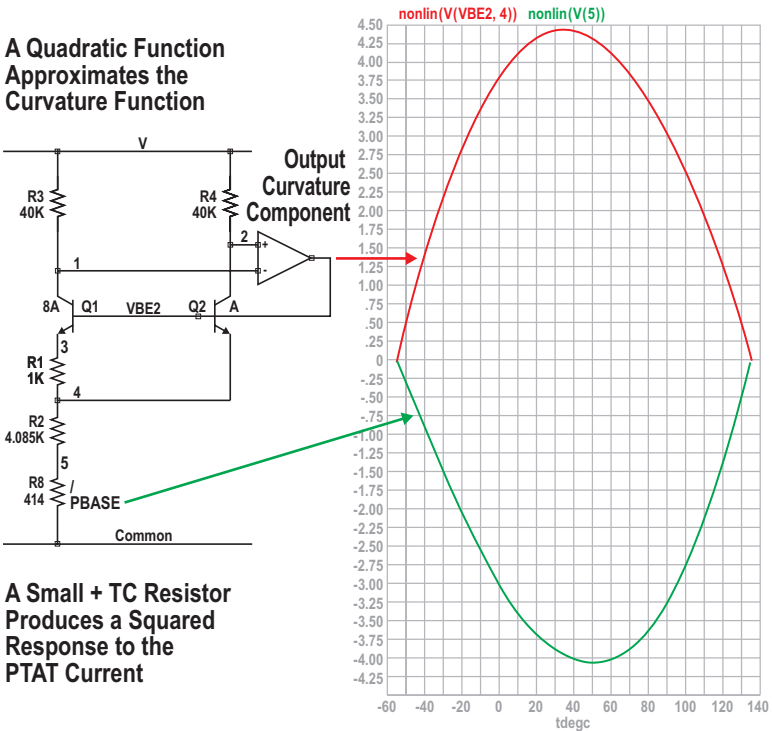 nonlin(V(VBE2, 4)) nonlin(V(5))
A Quadratic Function
Approximates the
Curvature Function
V
R3
40K
R4
40K
Output
Curvature
Component
2
+
-
1
8A
Q1
VBE2
Q2
A
3
R1
1K
4
R2
4.085K
5
R8
414
/
PBASE
Common
A Small + TC Resistor
Produces a Squared
Response to the
PTAT Current
4.50
4.25
4.00
3.75
3.50
3.25
3.00
2.75
2.50
2.25
2.00
1.75
1.50
1.25
1.00
.75
.50
.25
0
-.25
-.50
-.75
-1.00
-1.25
-1.50
-1.75
-2.00
-2.25
-2.50
-2.75
-3.00
-3.25
-3.50
-3.75
-4.00
-4.25
-60 -40 -20 0 20 40 60 80 100 120 140
tdegc